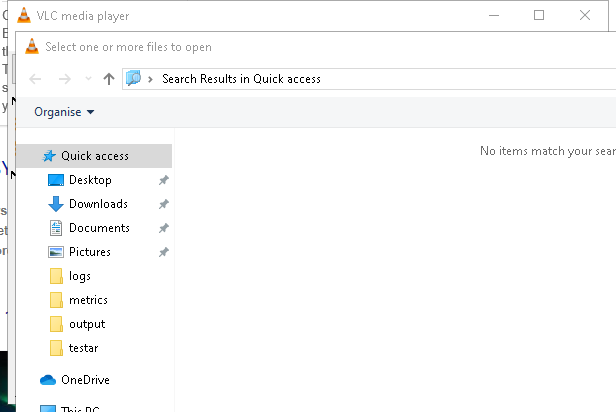 VLC media player
Select one or more files to open
Search Results in Quick access
Organise
Quick access
No items match your sear
Desktop
Downloads
Documents
Pictures
logs
metrics
output
testar
OneDrive
This PC